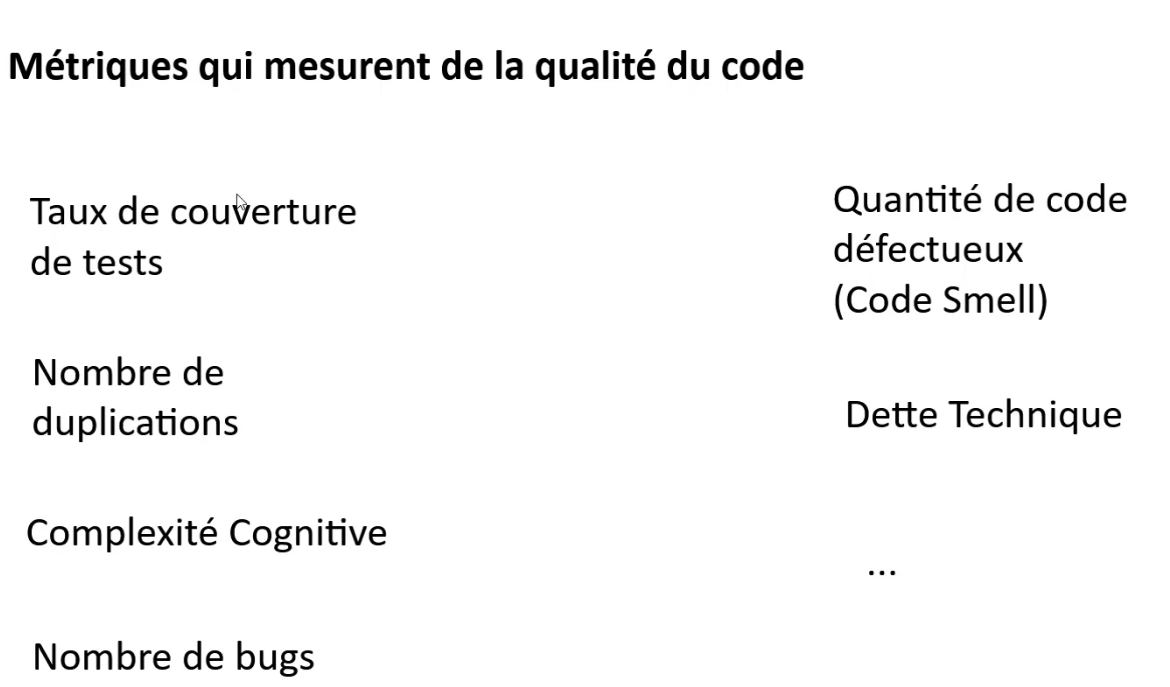 Métriques qui mesurent de la qualité du code
Taux de couverture
de tests
Nombre de
duplications
Complexité Cognitive
Nombre de bugs
Quantité de code
défectueux
(Code Smell)
Dette Technique
...